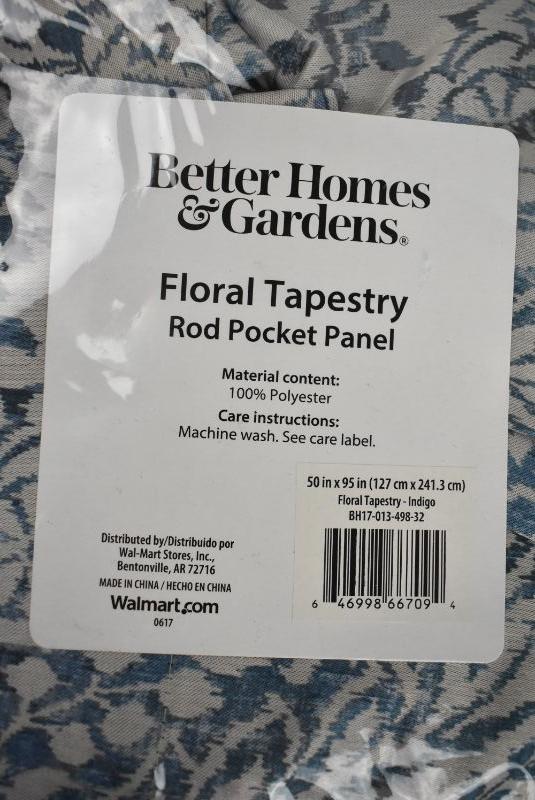 Better Homes
& Gardens®
Floral Tapestry
Rod Pocket Panel
Material content:
100% Polyester
Care instructions:
Machine wash. See care label.
50 in x 95 in (127 cm x 241.3 cm)
Floral Tapestry - Indigo
BH17-013-498-32
6 46998 66709 4
Distributed by/Distribuido por
Wal-Mart Stores, Inc.,
Bentonville, AR 72716
MADE IN CHINA / HECHO EN CHINA
Walmart.com
0617